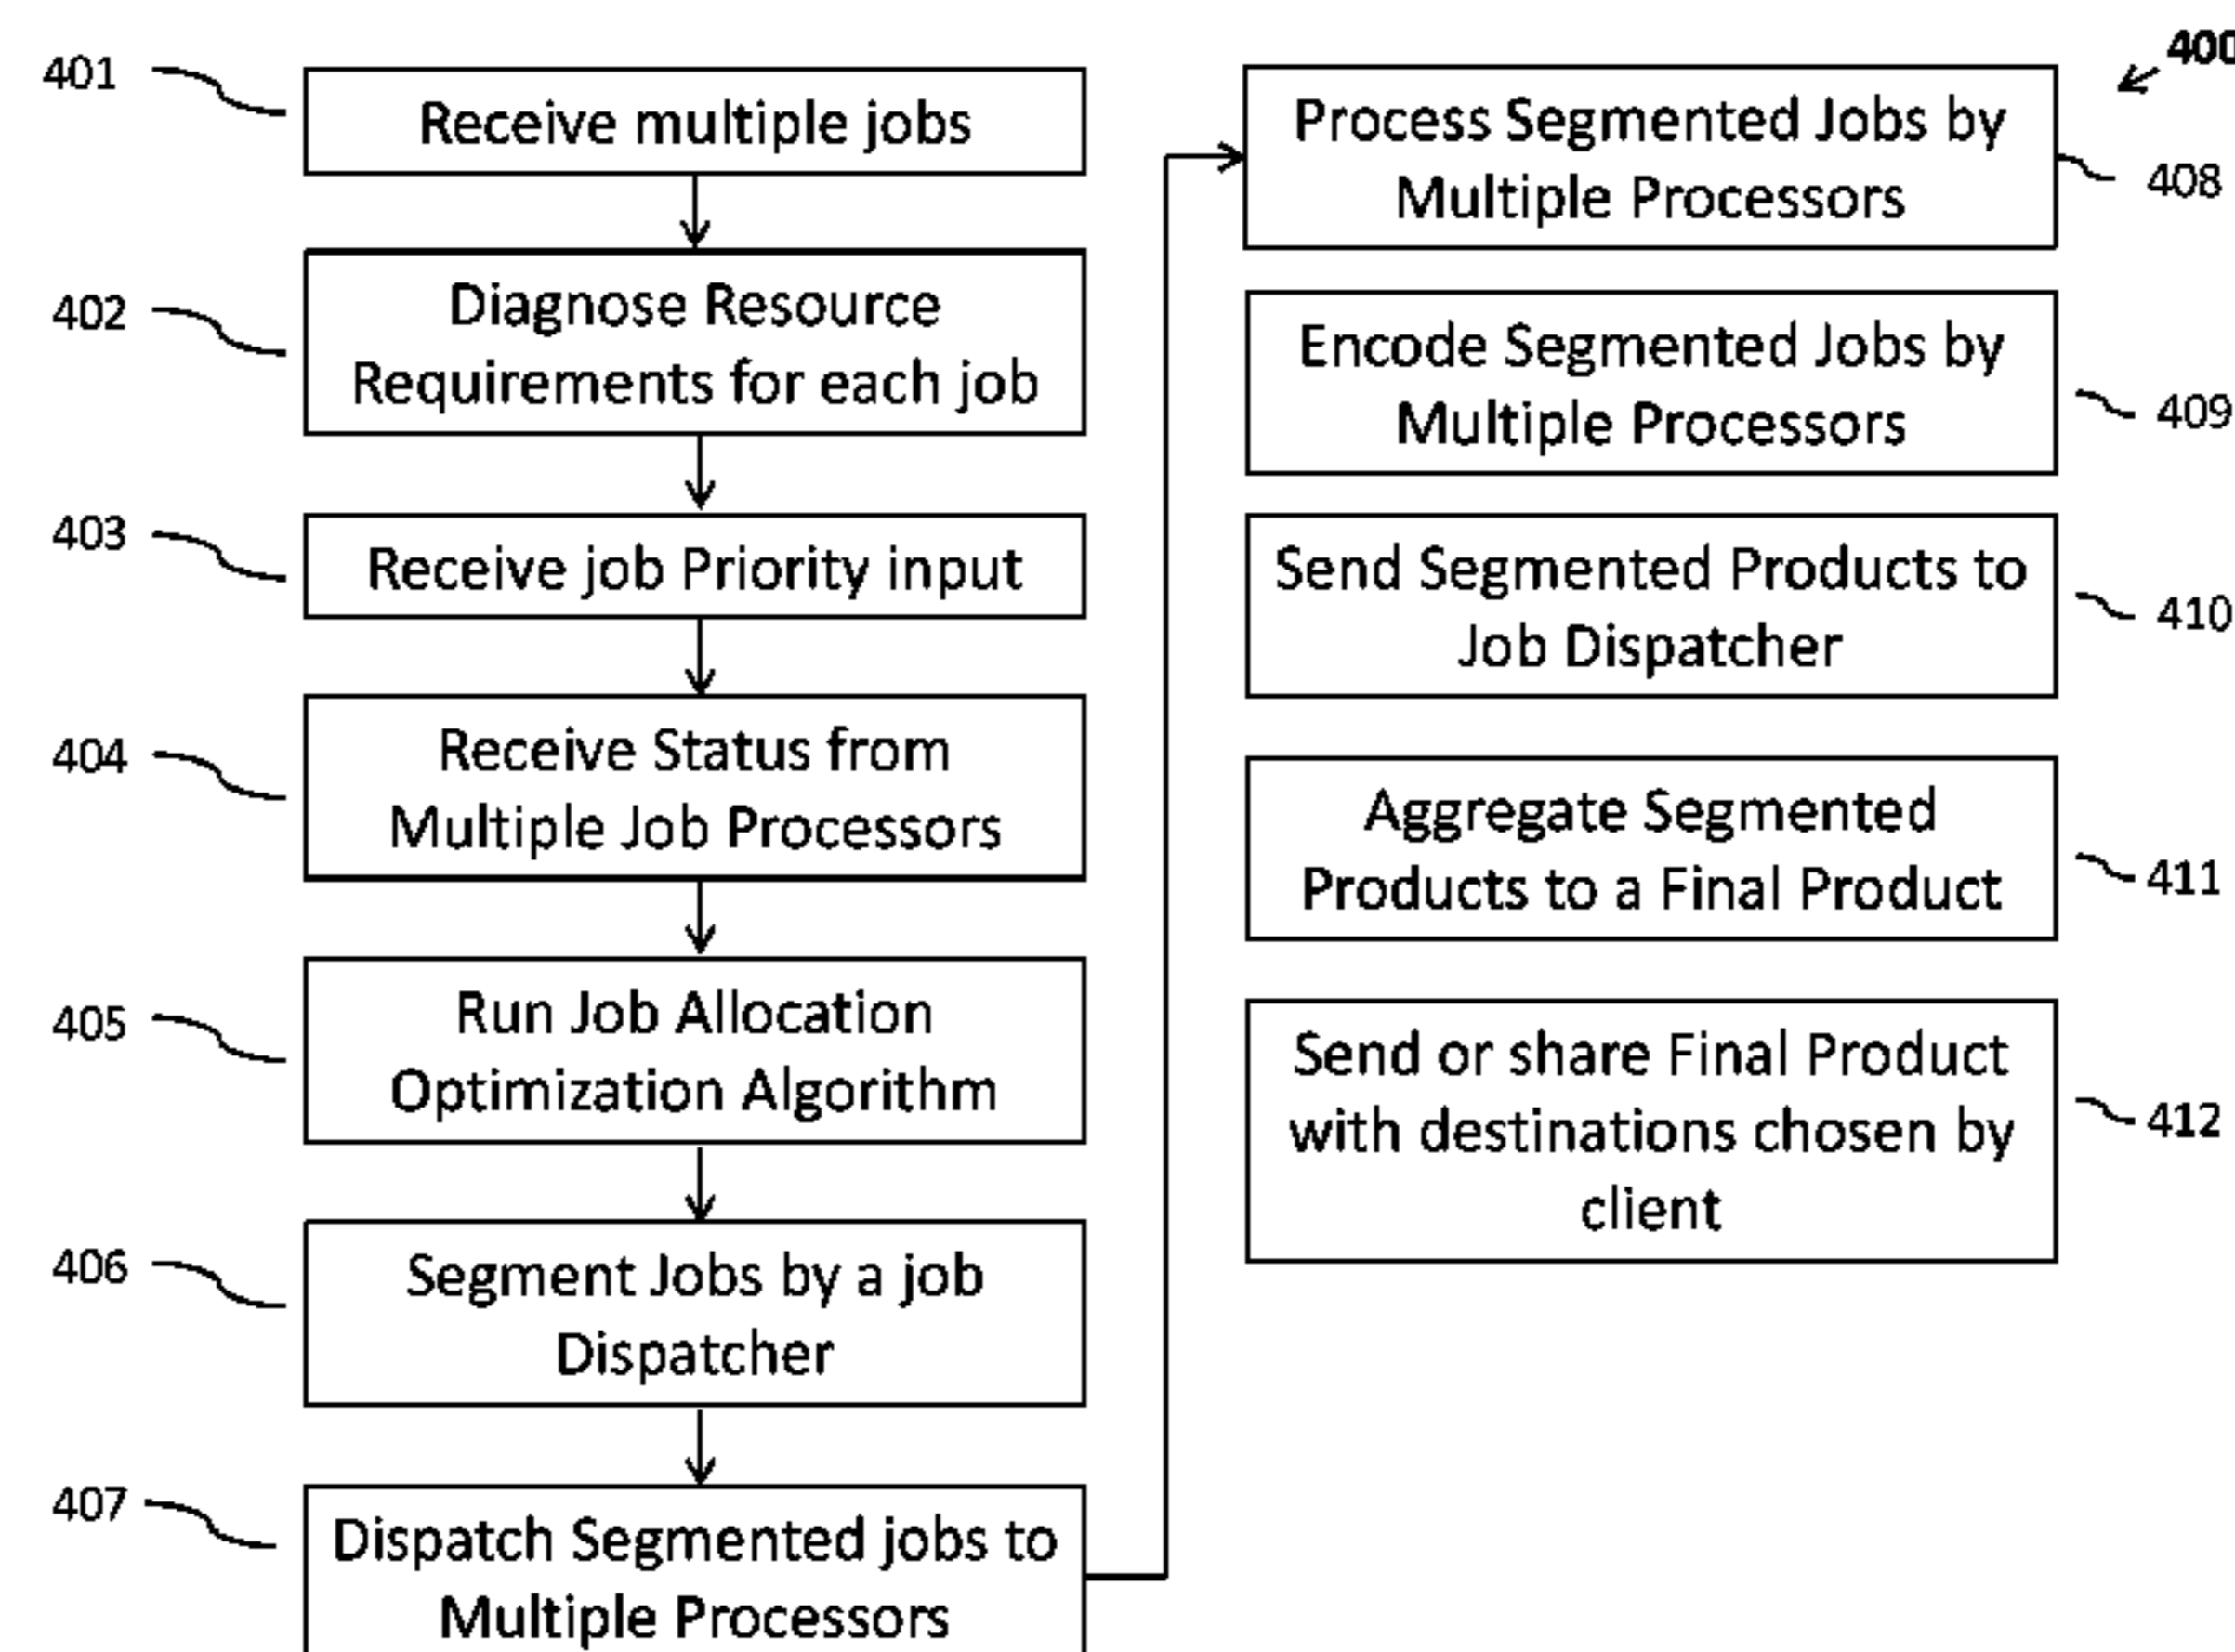 401
Receive multiple jobs
402
Diagnose Resource
Requirements for each job
403
Receive job Priority input
404
Receive Status from
Multiple Job Processors
405
Run Job Allocation
Optimization Algorithm
406
Segment Jobs by a job
Dispatcher
407
Dispatch Segmented jobs to
Multiple Processors
400
Process Segmented Jobs by
Multiple Processors
408
Encode Segmented Jobs by
Multiple Processors
409
Send Segmented Products to
Job Dispatcher
410
Aggregate Segmented
Products to a Final Product
411
Send or share Final Product
with destinations chosen by
client
412